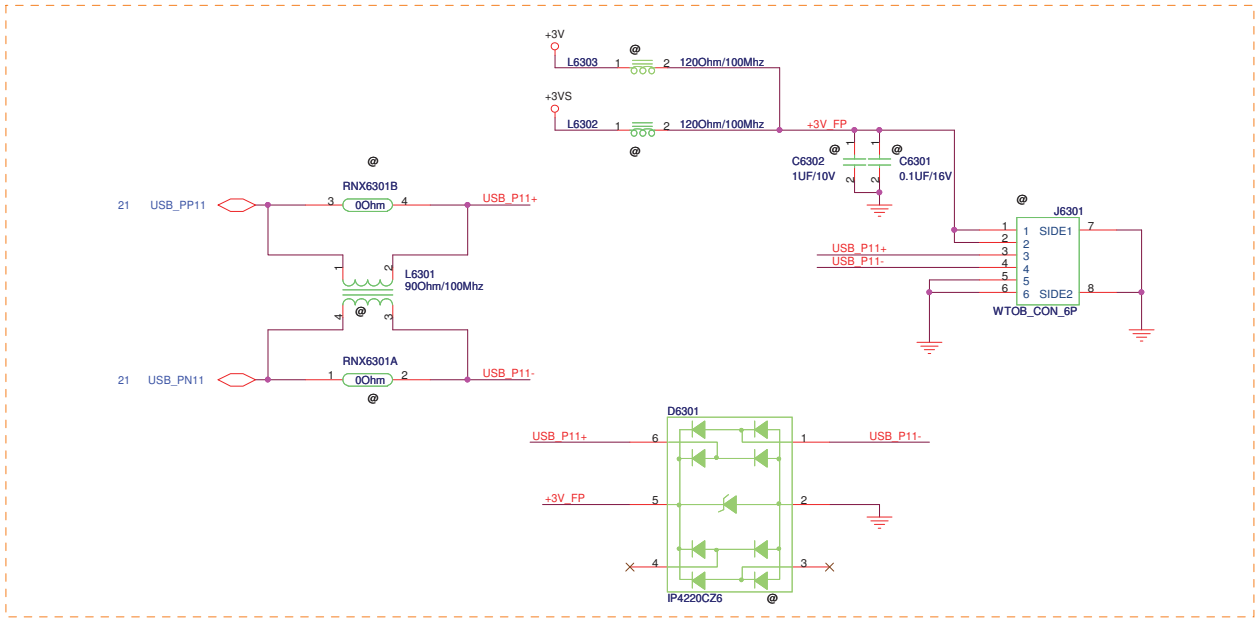 +3V
@
L6303 1 2 120Ohm/100Mhz
+3VS
L6302 1 2 120Ohm/100Mhz
@
+3V_FP
@ @
1 1
C6302 C6301
1UF/10V 0.1UF/16V
2 2
@
RNX6301B
21 USB_PP11 3 0Ohm 4 USB_P11+
1 2
L6301
90Ohm/100Mhz
@
4 3
RNX6301A
21 USB_PN11 1 0Ohm 2 USB_P11-
@
@
J6301
1 1 SIDE1 7
2 2
USB_P11+ 3 3
USB_P11- 4 4
5 5
6 6 SIDE2 8
WTOB_CON_6P
D6301
USB_P11+ 6 1 USB_P11-
+3V_FP 5 2
4 3
IP4220CZ6 @